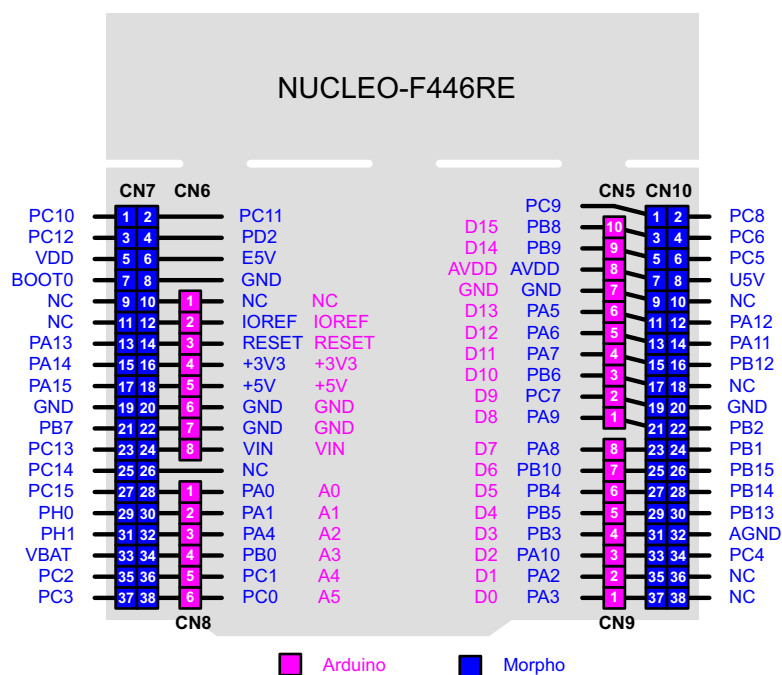 NUCLEO-F446RE
CN7 CN6 CN5 CN10
PC10 1 2 PC11 PC9 1 2 PC8
PC12 3 4 PD2 D15 PB8 10 3 4 PC6
VDD 5 6 E5V D14 PB9 9 5 6 PC5
BOOT0 7 8 GND AVDD AVDD 8 7 8 U5V
NC 9 10 1 NC NC GND GND 7 9 10 NC
NC 11 12 2 IOREF IOREF D13 PA5 6 11 12 PA12
PA13 13 14 3 RESET RESET D12 PA6 5 13 14 PA11
PA14 15 16 4 +3V3 +3V3 D11 PA7 4 15 16 PB12
PA15 17 18 5 +5V +5V D10 PB6 3 17 18 NC
GND 19 20 6 GND GND D9 PC7 2 19 20 GND
PB7 21 22 7 GND GND D8 PA9 1 21 22 PB2
PC13 23 24 8 VIN VIN D7 PA8 8 23 24 PB1
PC14 25 26 NC D6 PB10 7 25 26 PB15
PC15 27 28 1 PA0 A0 D5 PB4 6 27 28 PB14
PH0 29 30 2 PA1 A1 D4 PB5 5 29 30 PB13
PH1 31 32 3 PA4 A2 D3 PB3 4 31 32 AGND
VBAT 33 34 4 PB0 A3 D2 PA10 3 33 34 PC4
PC2 35 36 5 PC1 A4 D1 PA2 2 35 36 NC
PC3 37 38 6 PC0 A5 D0 PA3 1 37 38 NC
CN8 CN9
Arduino Morpho